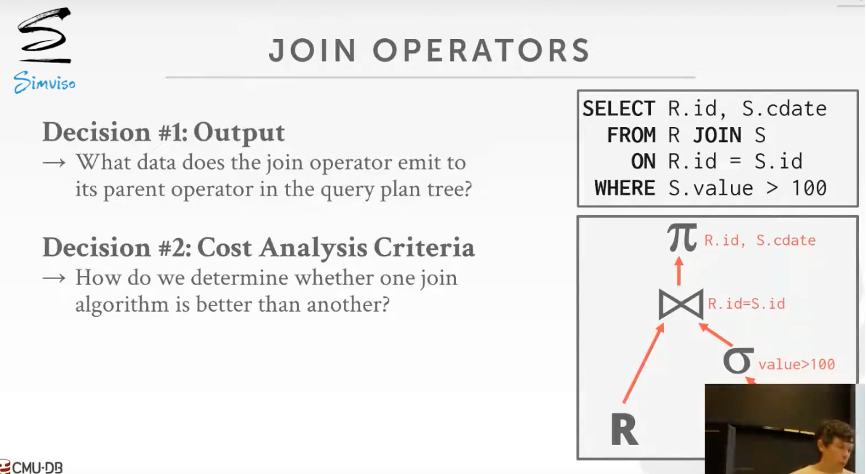 Simviso
JOIN OPERATORS
Decision #1: Output
→ What data does the join operator emit to
its parent operator in the query plan tree?
Decision #2: Cost Analysis Criteria
→ How do we determine whether one join
algorithm is better than another?
SELECT R.id, S.cdate
FROM R JOIN S
ON R.id = S.id
WHERE S.value > 100
π R.id, S.cdate
⋈ R.id=S.id
σ value>100
R
CMU·DB